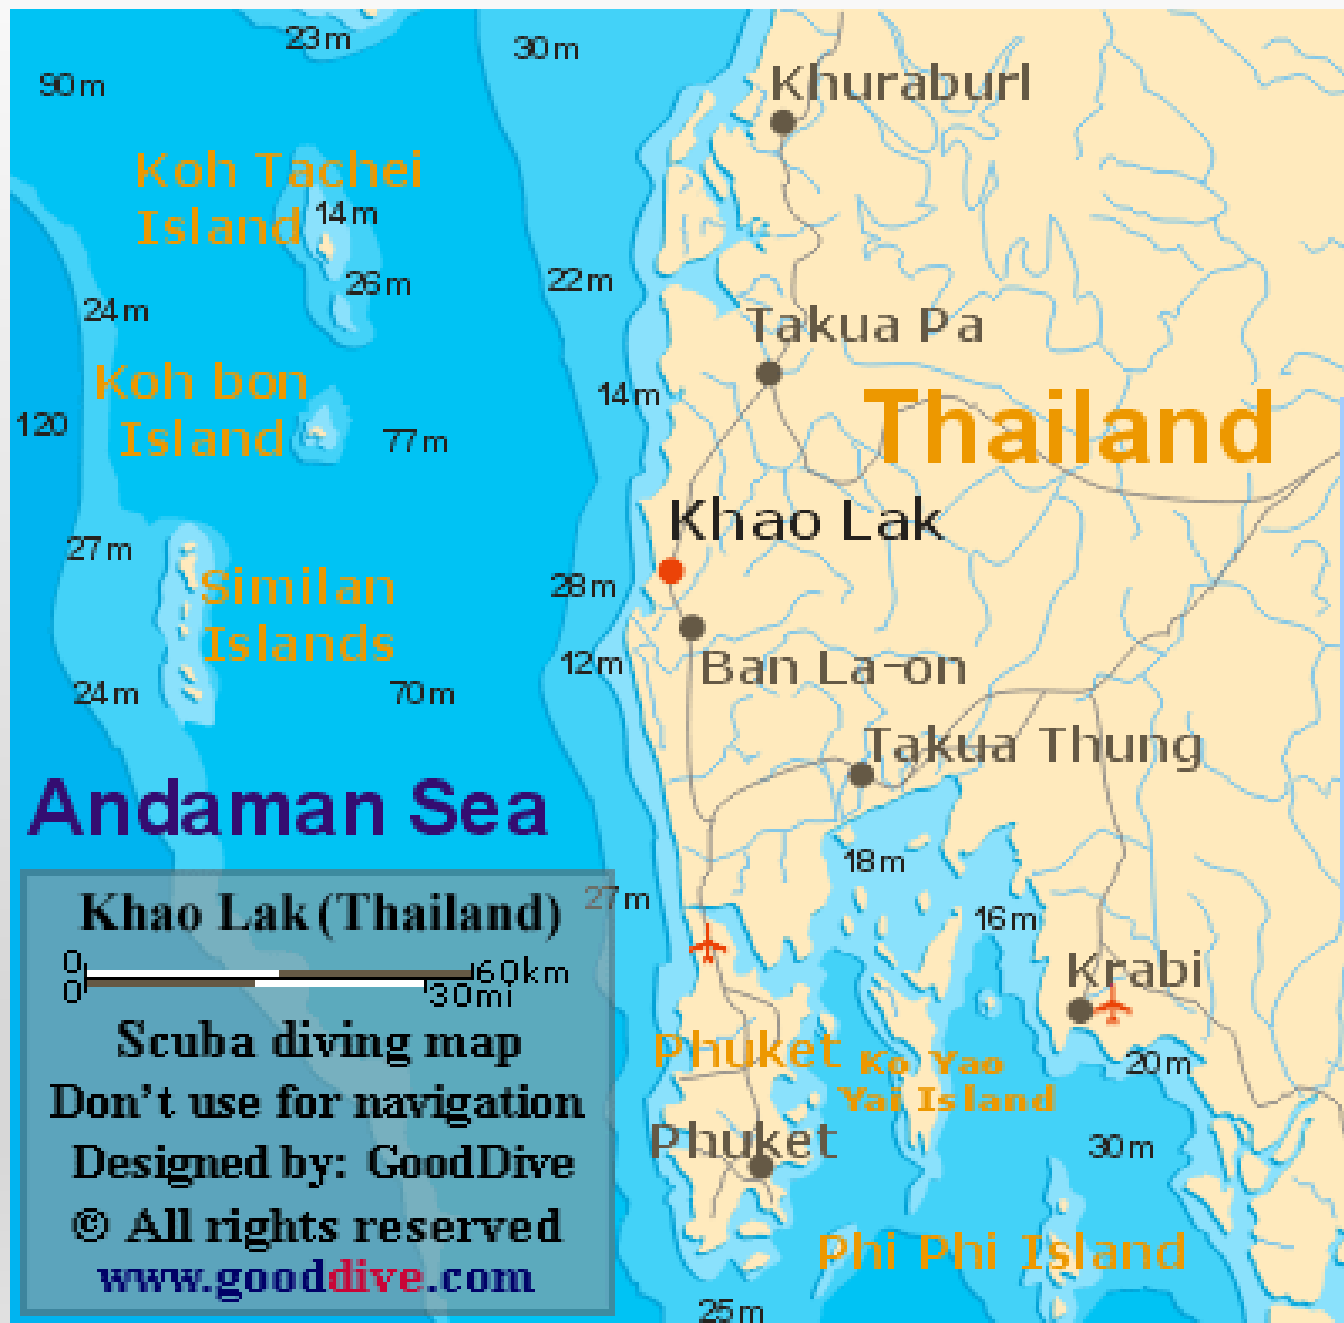 23m
30m
90m
Khuraburl
Koh Tachei
Island
14m
26m
22m
24m
Takua Pa
Koh bon
Island
14m
Thailand
120
77m
Khao Lak
27m
Similan
Islands
28m
12m
Ban La-on
24m
70m
Takua Thung
Andaman Sea
18m
27m
16m
Khao Lak (Thailand)
0
60km
0
30mi
Krabi
Scuba diving map
Phuket
Ko Yao
Yai Island
20m
Don't use for navigation
Phuket
30m
Designed by: GoodDive
© All rights reserved
Phi Phi Island
www.gooddive.com
25m